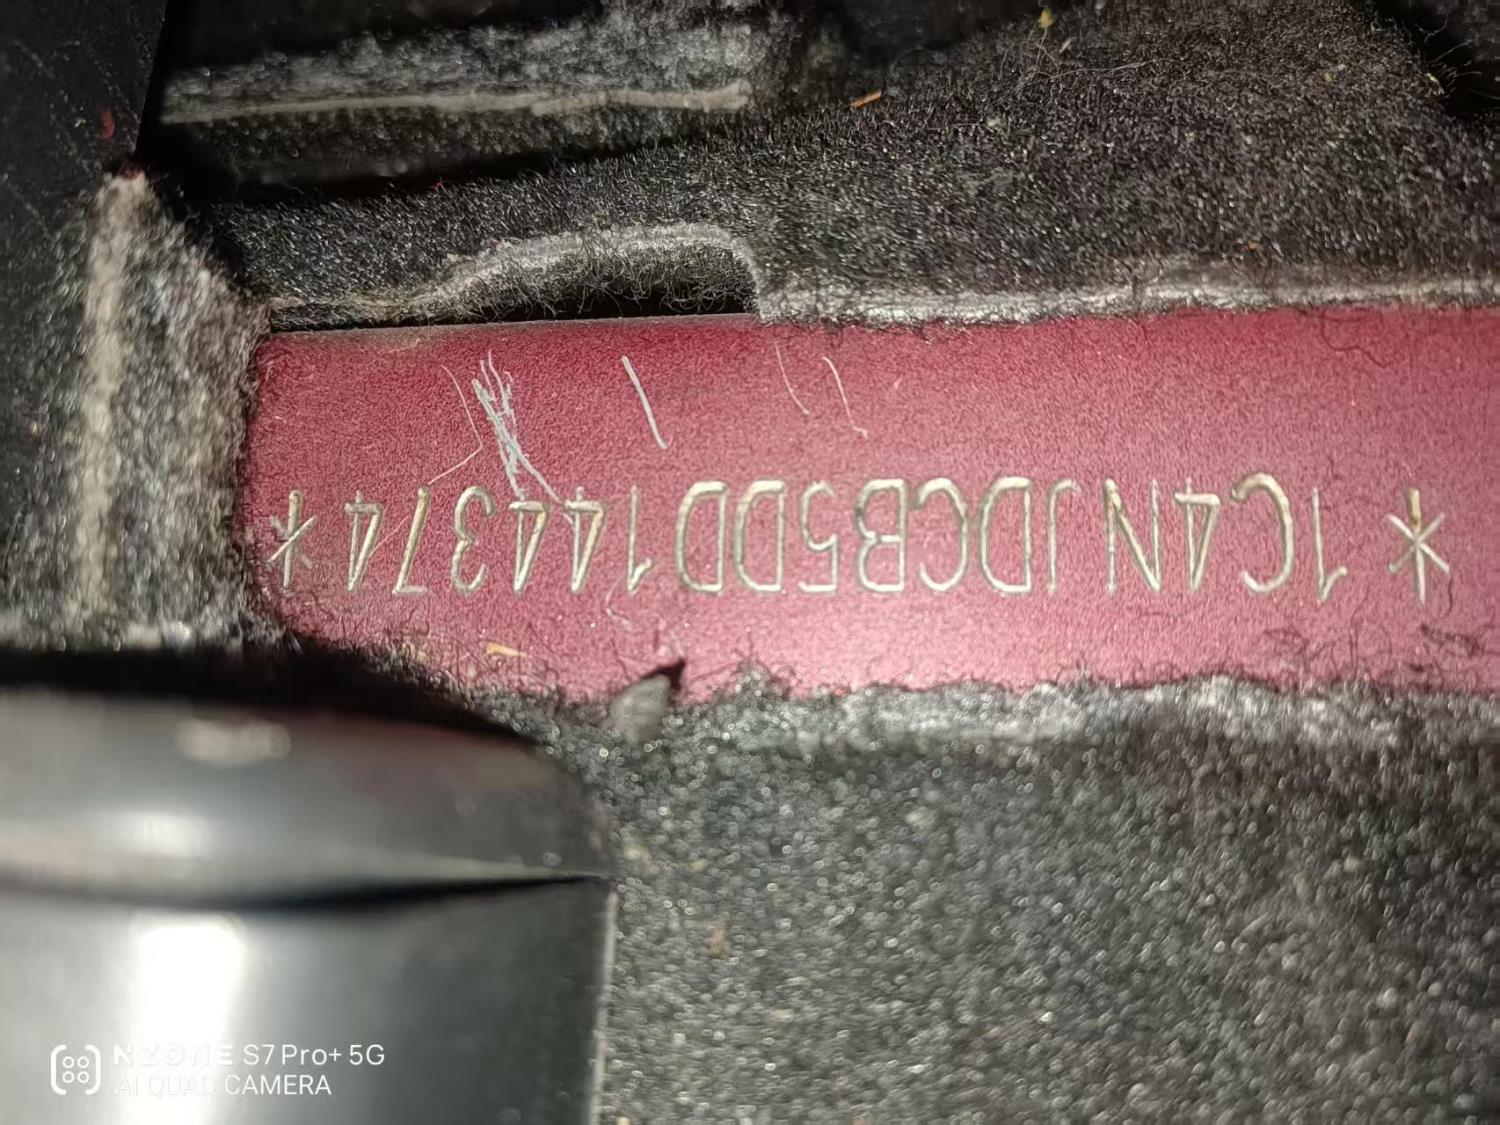 *1C4NJDCB5DD144374*
NZONE S7 Pro+ 5G
AI QUAD CAMERA